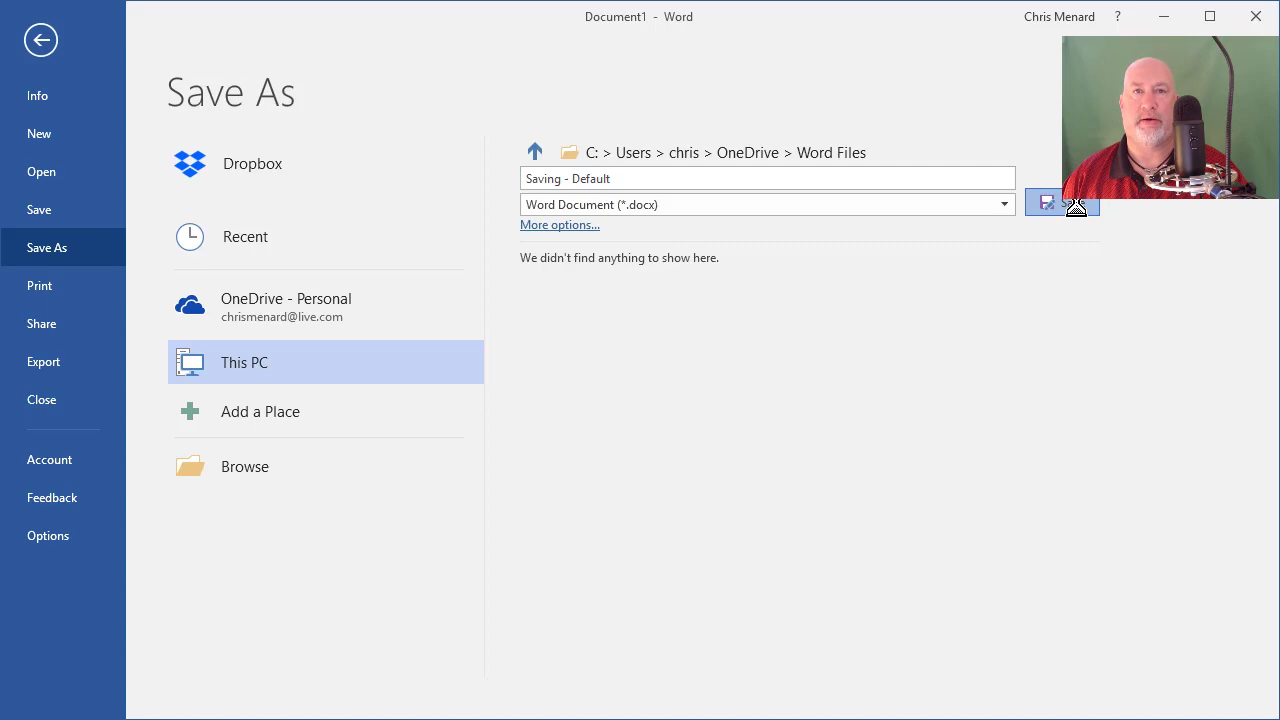 Document1 - Word
Chris Menard
?
Info
New
Open
Save
Save As
Print
Share
Export
Close
Account
Feedback
Options
Save As
Dropbox
Recent
OneDrive - Personal
chrismenard@live.com
This PC
Add a Place
Browse
C: > Users > chris > OneDrive > Word Files
Saving - Default
Word Document (*.docx)
More options...
We didn't find anything to show here.